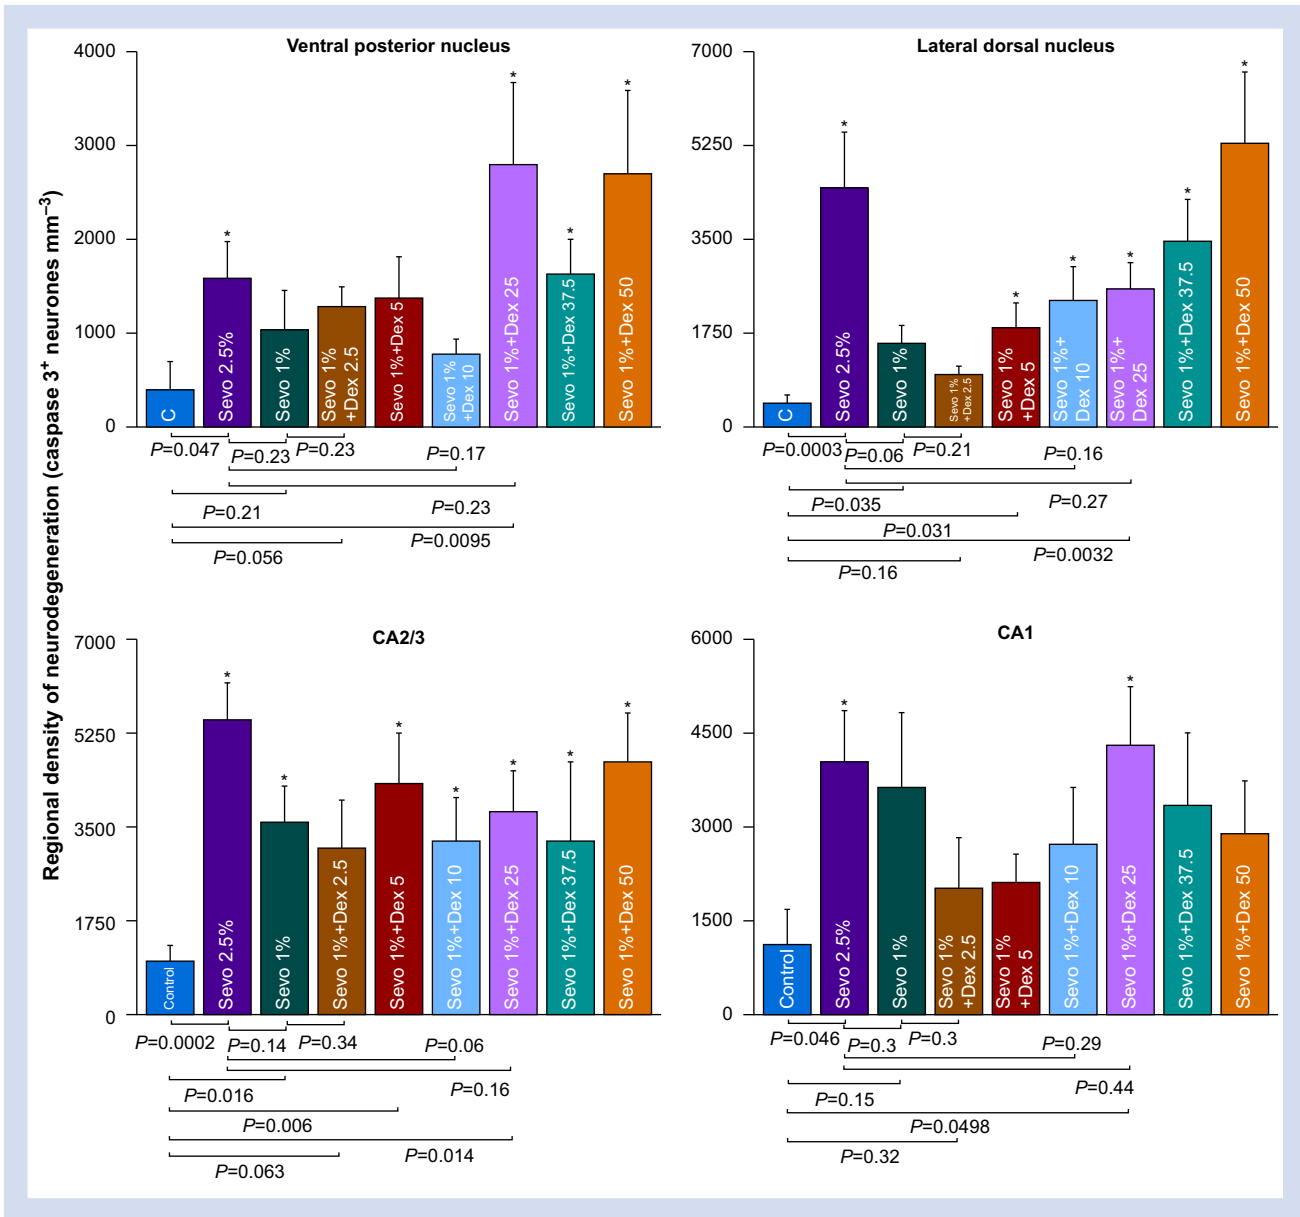 Regional density of neurodegeneration (caspase 3+ neurones mm−3)
Ventral posterior nucleus
4000
3000
2000
1000
0
C
Sevo 2.5%
*
Sevo 1%
Sevo 1%
+Dex 2.5
Sevo 1%+Dex 5
Sevo 1%
+Dex 10
Sevo 1%+Dex 25
*
Sevo 1%+Dex 37.5
*
Sevo 1%+Dex 50
*
P=0.047
P=0.23
P=0.23
P=0.17
P=0.23
P=0.21
P=0.0095
P=0.056
Lateral dorsal nucleus
7000
5250
3500
1750
0
C
Sevo 2.5%
*
Sevo 1%
Sevo 1%
+Dex 2.5
Sevo 1%
+Dex 5
*
Sevo 1%+
Dex 10
*
Sevo 1%+
Dex 25
*
Sevo 1%+Dex 37.5
*
Sevo 1%+Dex 50
*
P=0.0003
P=0.06
P=0.21
P=0.16
P=0.27
P=0.035
P=0.031
P=0.0032
P=0.16
CA2/3
7000
5250
3500
1750
0
Control
Sevo 2.5%
*
Sevo 1%
*
Sevo 1%+Dex 2.5
Sevo 1%+Dex 5
*
Sevo 1%+Dex 10
*
Sevo 1%+Dex 25
*
Sevo 1%+Dex 37.5
*
Sevo 1%+Dex 50
*
P=0.0002
P=0.14
P=0.34
P=0.06
P=0.16
P=0.016
P=0.006
P=0.014
P=0.063
CA1
6000
4500
3000
1500
0
Control
Sevo 2.5%
*
Sevo 1%
Sevo 1%
+Dex 2.5
Sevo 1%
+Dex 5
Sevo 1%+Dex 10
Sevo 1%+Dex 25
*
Sevo 1%+Dex 37.5
Sevo 1%+Dex 50
P=0.046
P=0.3
P=0.3
P=0.29
P=0.44
P=0.15
P=0.0498
P=0.32